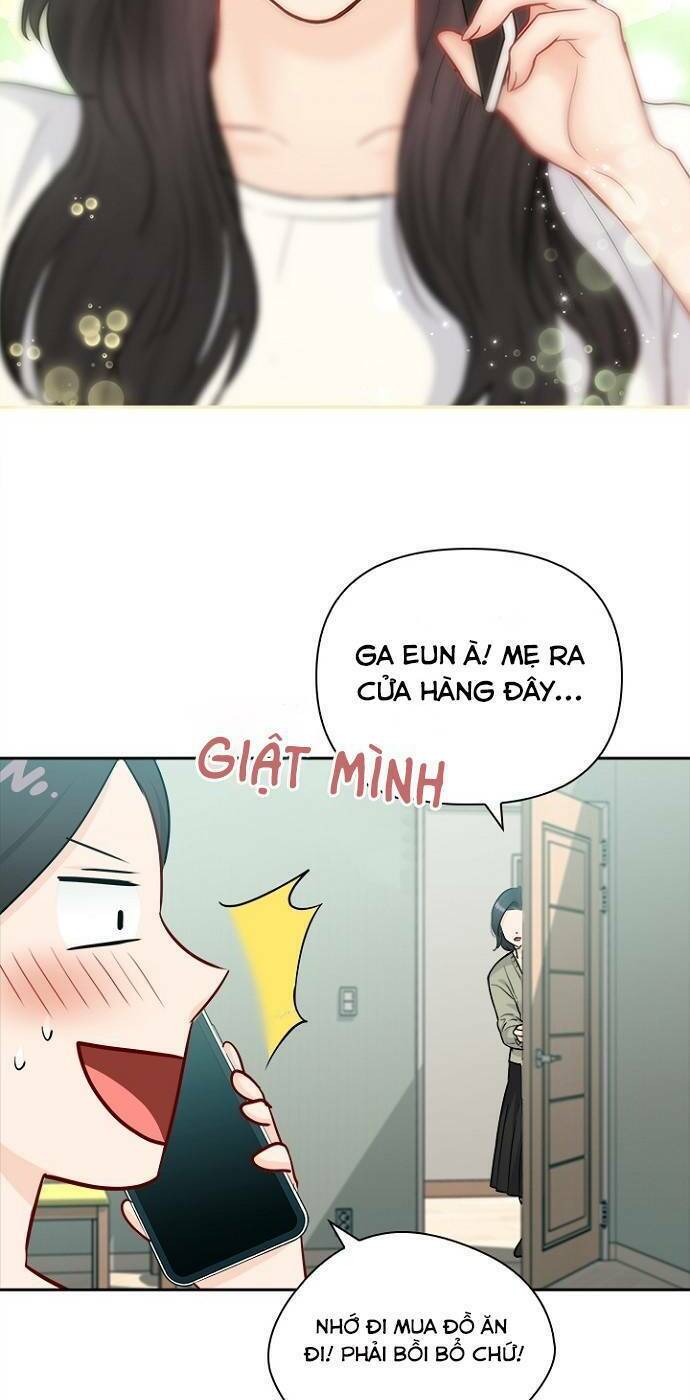 GA EUN À! MẸ RA
CỬA HÀNG ĐÂY...
GIẬT MÌNH
NHỚ ĐI MUA ĐỒ ĂN
ĐI! PHẢI BỒI BỔ CHỨ!